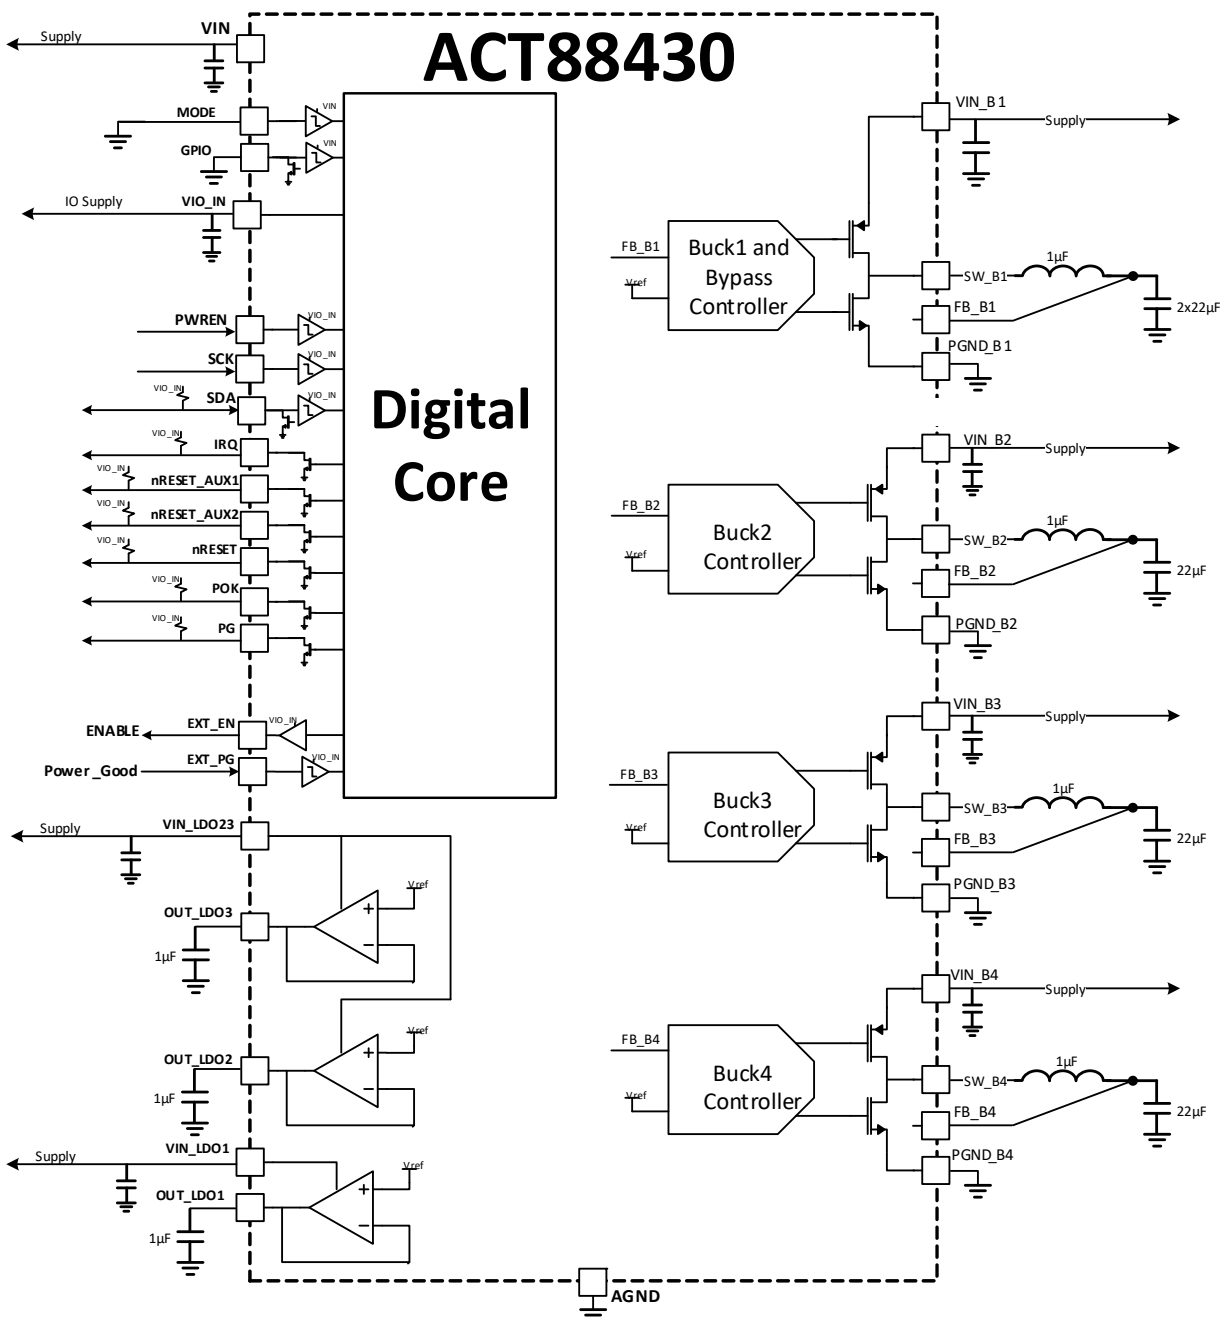 ACT88430
VIN
Supply
MODE
VIN
GPIO
VIN
IO Supply
VIO_IN
PWREN
VIO_IN
SCK
VIO_IN
VIO_IN
SDA
VIO_IN
VIO_IN
IRQ
VIO_IN
nRESET_AUX1
VIO_IN
nRESET_AUX2
VIO_IN
nRESET
VIO_IN
POK
VIO_IN
PG
Digital
Core
ENABLE
EXT_EN
VIO_IN
Power_Good
EXT_PG
VIO_IN
Supply
VIN_LDO23
OUT_LDO3
1µF
+
−
Vref
OUT_LDO2
1µF
+
−
Vref
Supply
VIN_LDO1
OUT_LDO1
1µF
+
−
Vref
AGND
VIN_B1
Supply
FB_B1
Vref
Buck1 and
Bypass
Controller
SW_B1
1µF
FB_B1
2x22µF
PGND_B1
VIN_B2
Supply
FB_B2
Vref
Buck2
Controller
SW_B2
1µF
FB_B2
22µF
PGND_B2
VIN_B3
Supply
FB_B3
Vref
Buck3
Controller
SW_B3
1µF
FB_B3
22µF
PGND_B3
VIN_B4
Supply
FB_B4
Vref
Buck4
Controller
SW_B4
1µF
FB_B4
22µF
PGND_B4